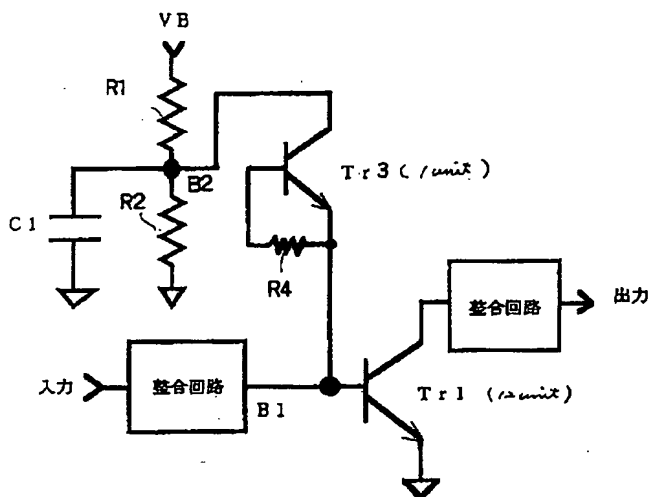 VB
R1
B2
Tr3 (1unit)
C1
R2
R4
整合回路
出力
入力
整合回路
B1
Tr1 (12unit)